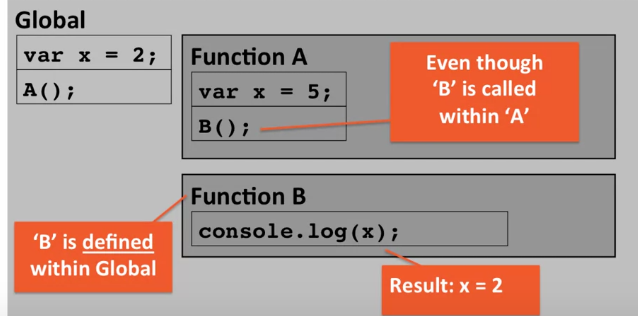 Global
var x = 2;
A();
Function A
var x = 5;
B();
Even though
‘B’ is called
within ‘A’
Function B
console.log(x);
‘B’ is defined
within Global
Result: x = 2